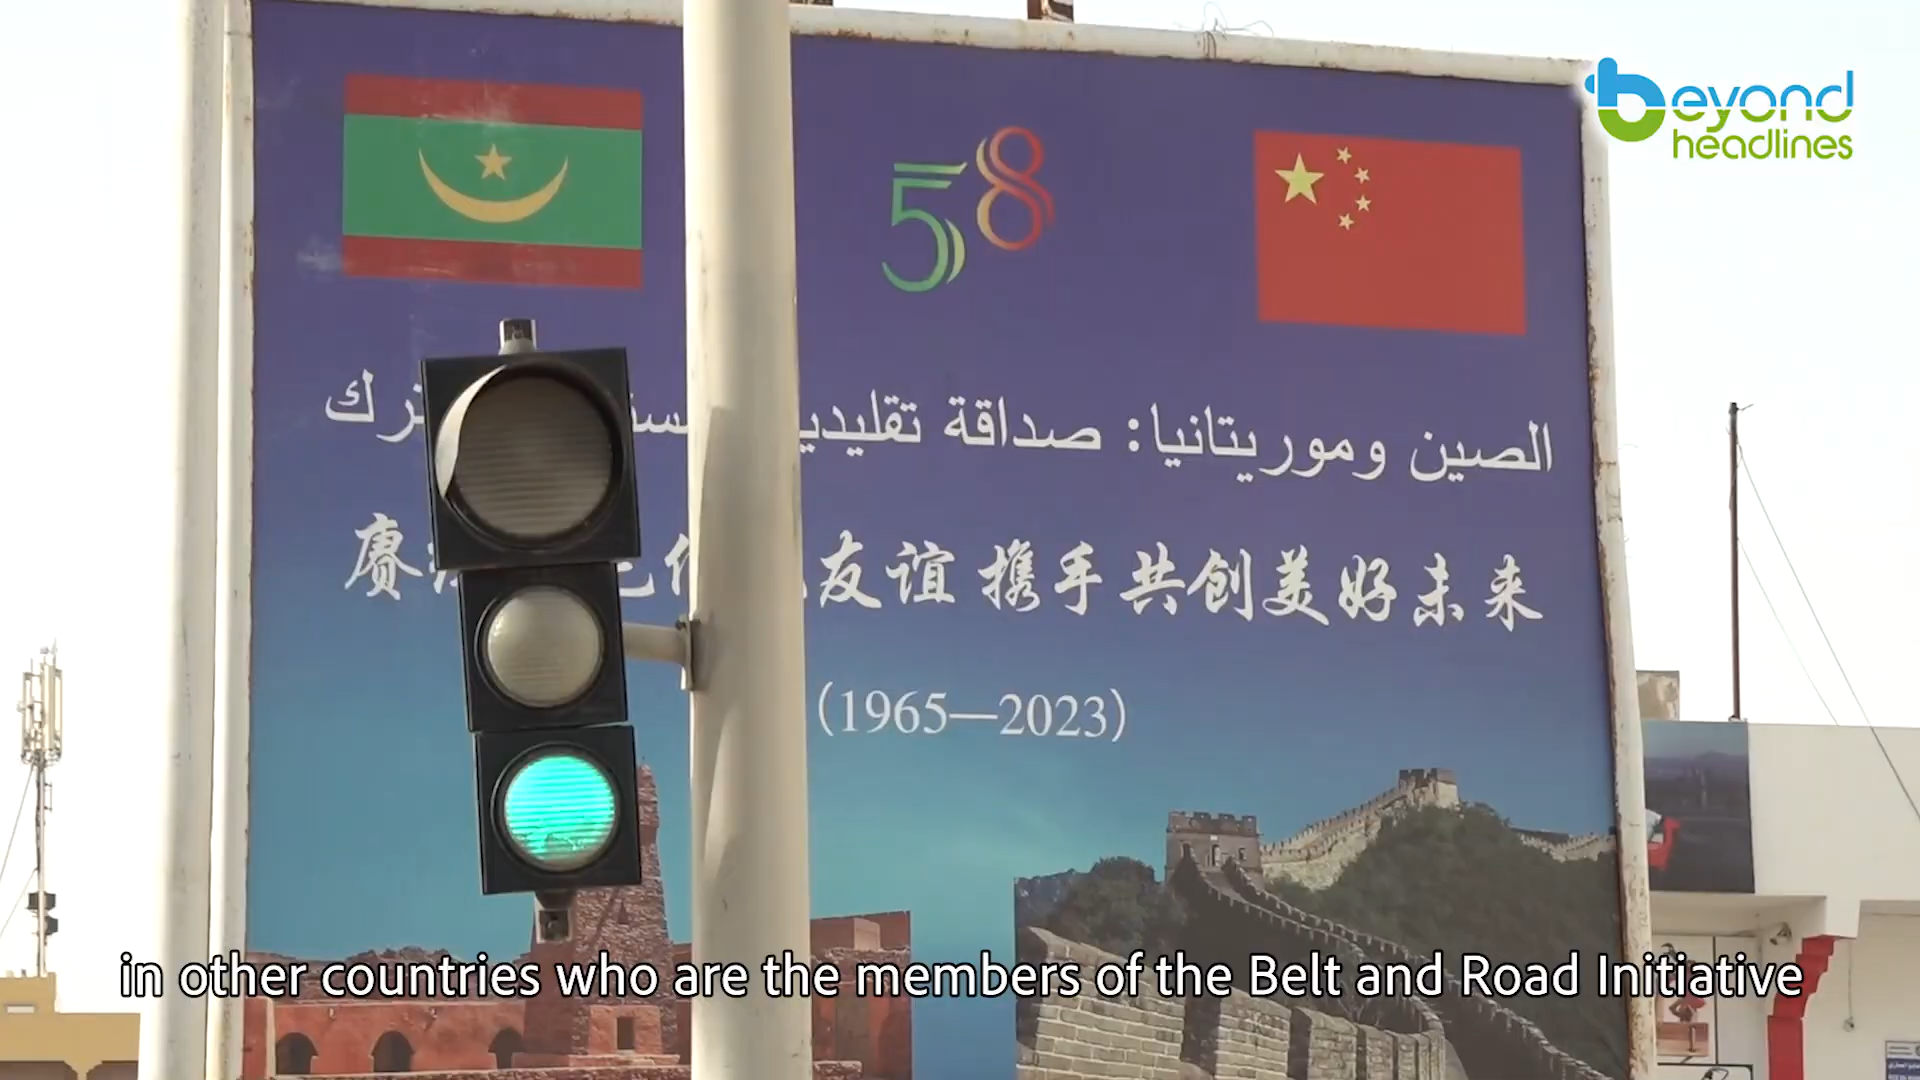 beyond
headlines
58
الصين وموريتانيا: صداقة
友谊 携手共创美好未来
(1965—2023)
in other countries who are the members of the Belt and Road Initiative